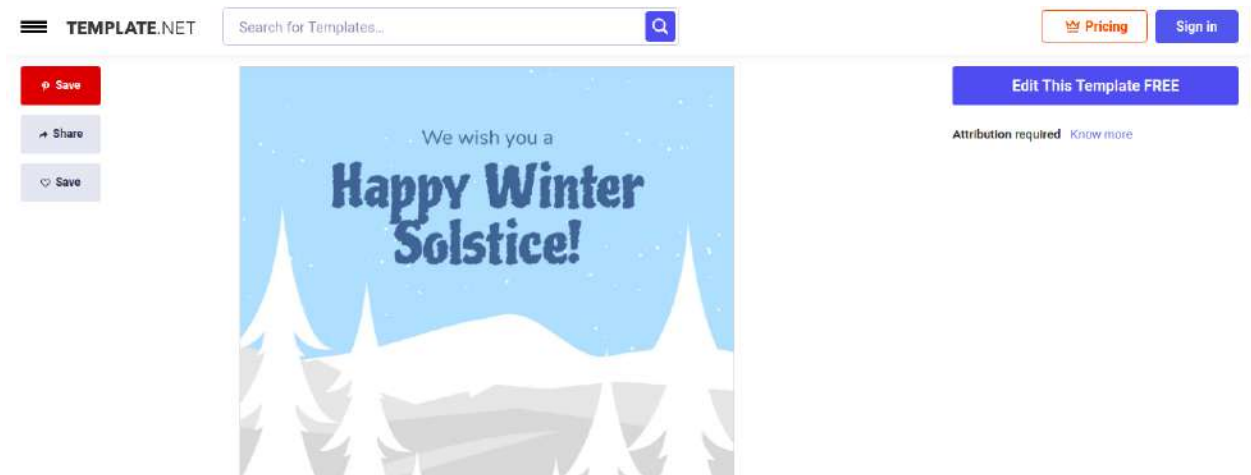 TEMPLATE.NET
Search for Templates...
Pricing
Sign in
Save
Share
Save
We wish you a
Happy Winter
Solstice!
Edit This Template FREE
Attribution required Know more